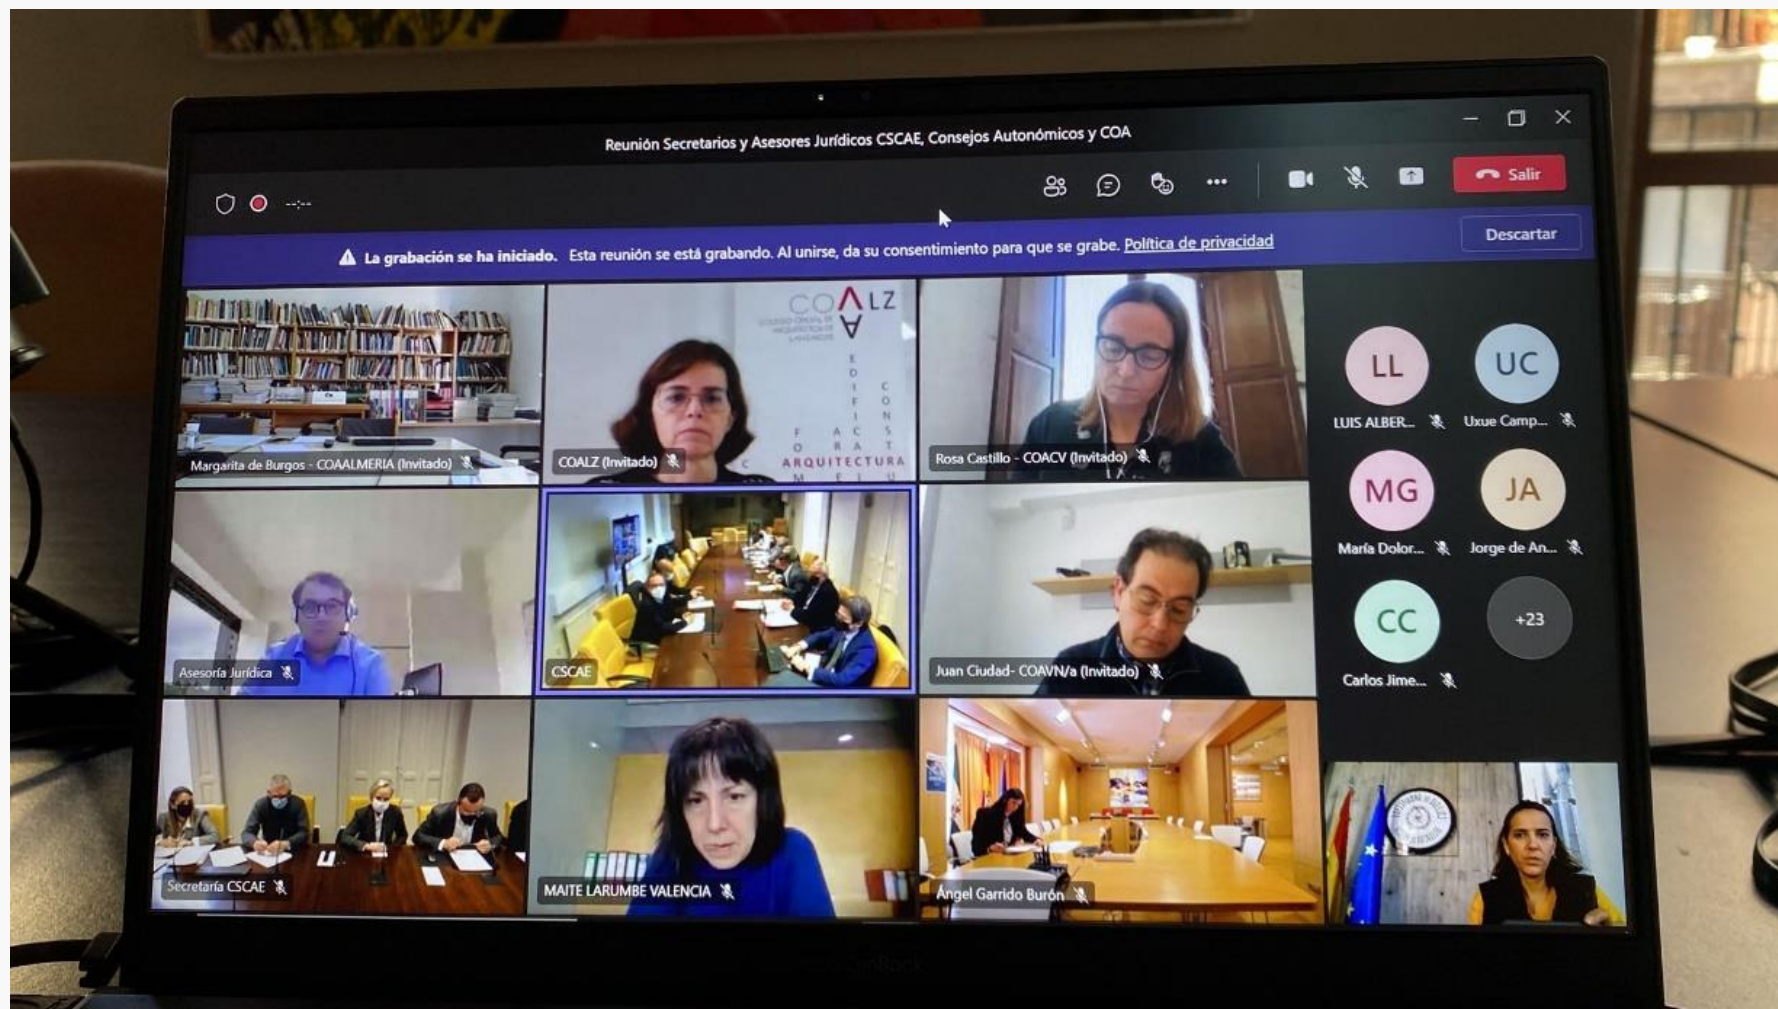 Reunión Secretarios y Asesores Jurídicos CSCAE, Consejos Autonómicos y COA
--:--
Salir
La grabación se ha iniciado. Esta reunión se está grabando. Al unirse, da su consentimiento para que se grabe. Política de privacidad
Descartar
COALZ
A
EDIFICA
CONST
FO
ARQUITECTURA
Margarita de Burgos - COAALMERIA (Invitado)
COALZ (Invitado)
Rosa Castillo - COACV (Invitado)
LL
UC
LUIS ALBER...
Uxue Camp...
MG
JA
María Dolor...
Jorge de An...
CC
+23
Carlos Jime...
Asesoría Jurídica
CSCAE
Juan Ciudad- COAVN/a (Invitado)
Secretaría CSCAE
MAITE LARUMBE VALENCIA
Ángel Garrido Burón